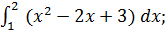 ∫₁² (x² − 2x + 3) dx;